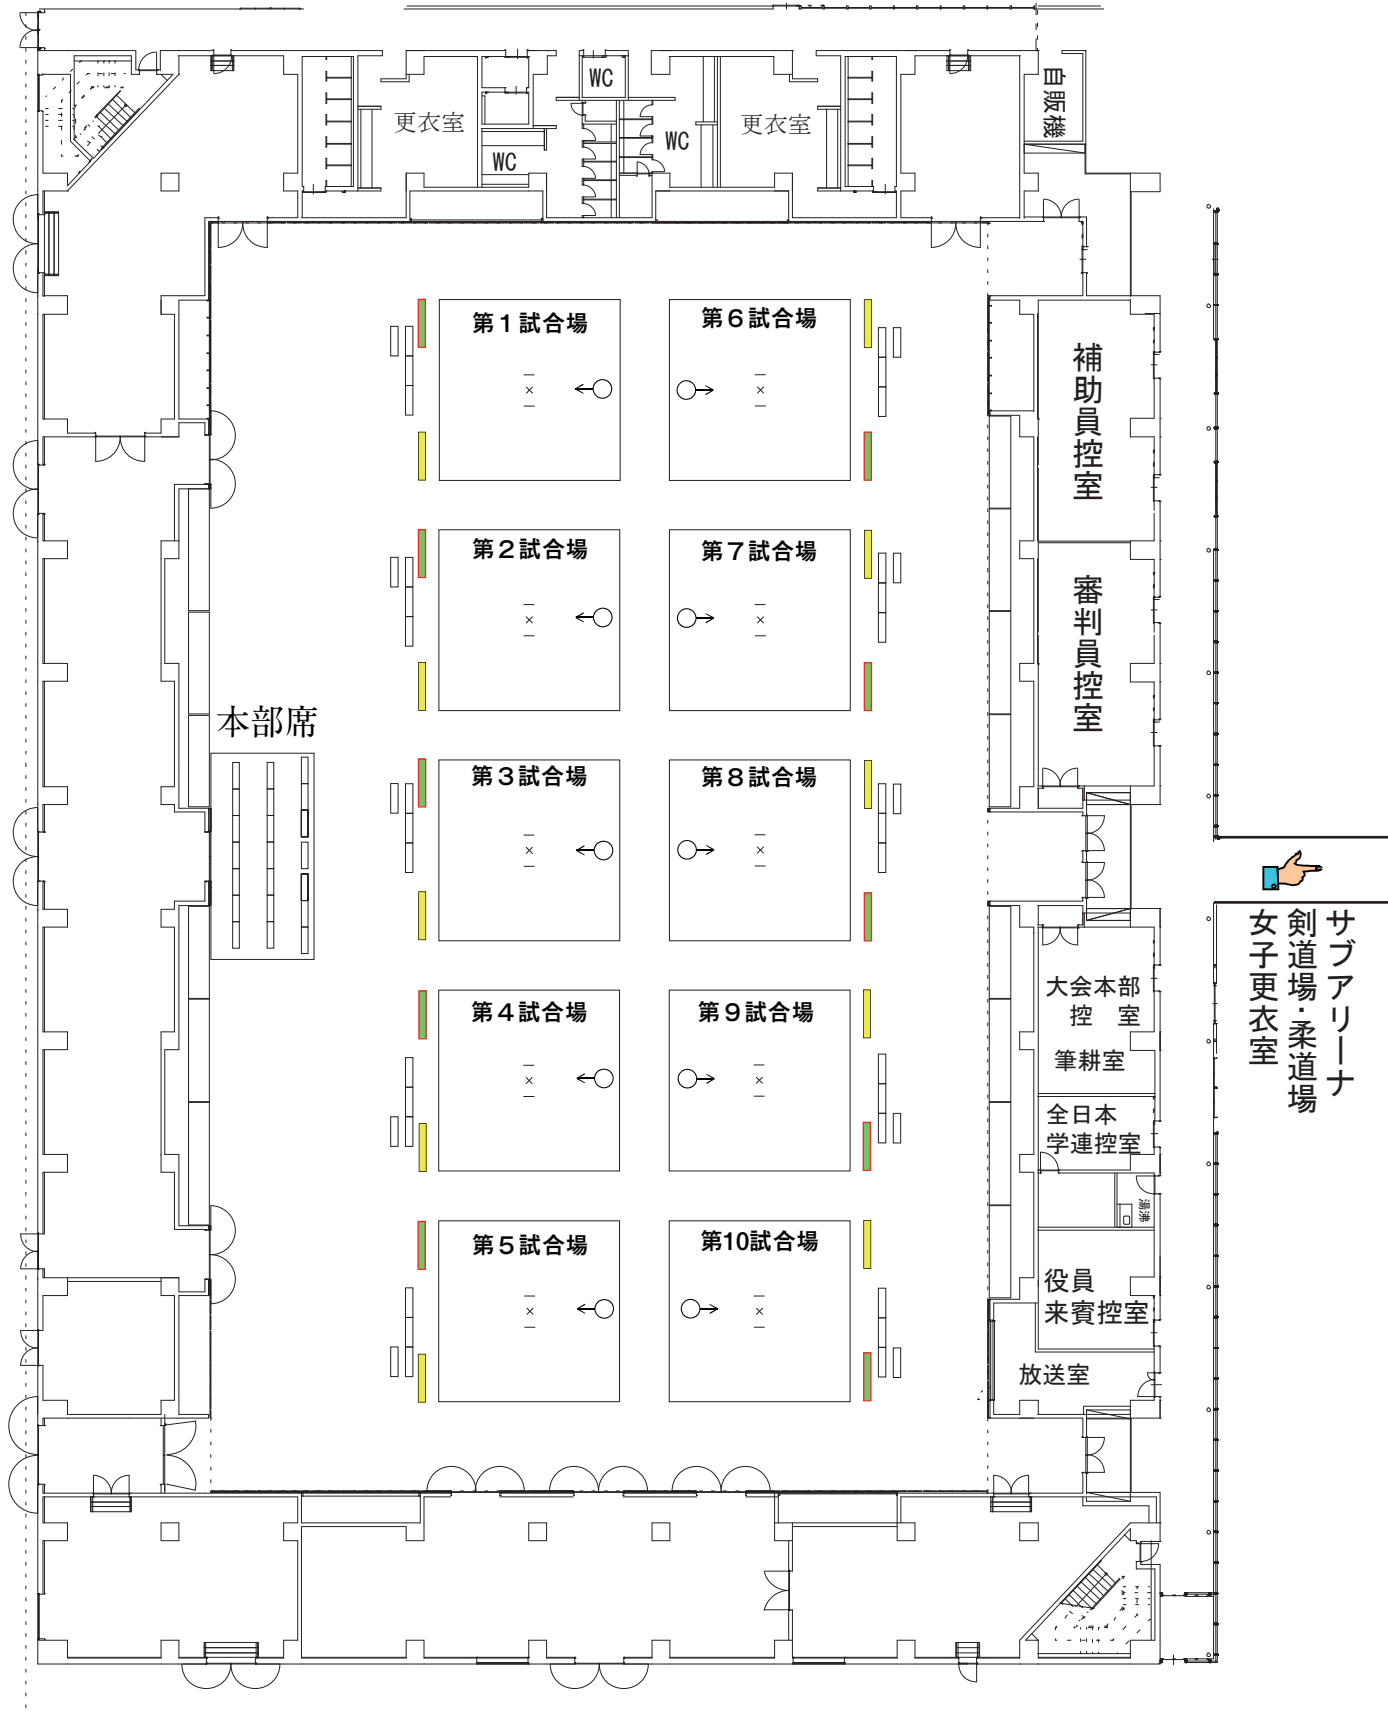 自販機
WC
更衣室
WC
WC
更衣室
第1試合場
第6試合場
補助員控室
第2試合場
第7試合場
審判員控室
本部席
第3試合場
第8試合場
サブアリーナ
剣道場・柔道場
女子更衣室
第4試合場
第9試合場
大会本部
控 室
筆耕室
全日本
学連控室
湯沸
第5試合場
第10試合場
役員
来賓控室
放送室